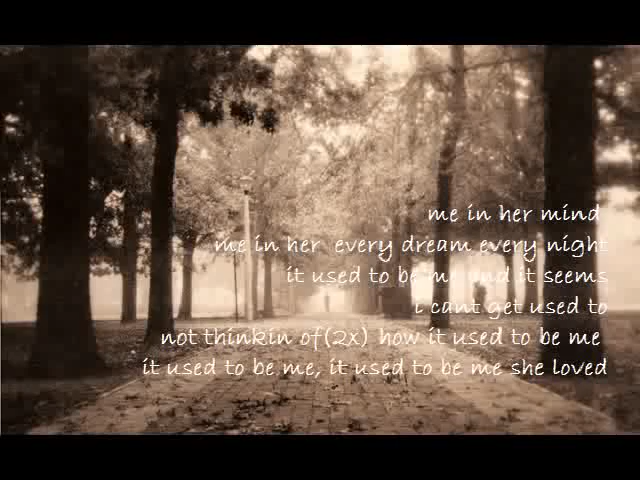 me in her mind
me in her every dream every night
it used to be me and it seems
i cant get used to
not thinkin of(2x) how it used to be me
it used to be me, it used to be me she loved